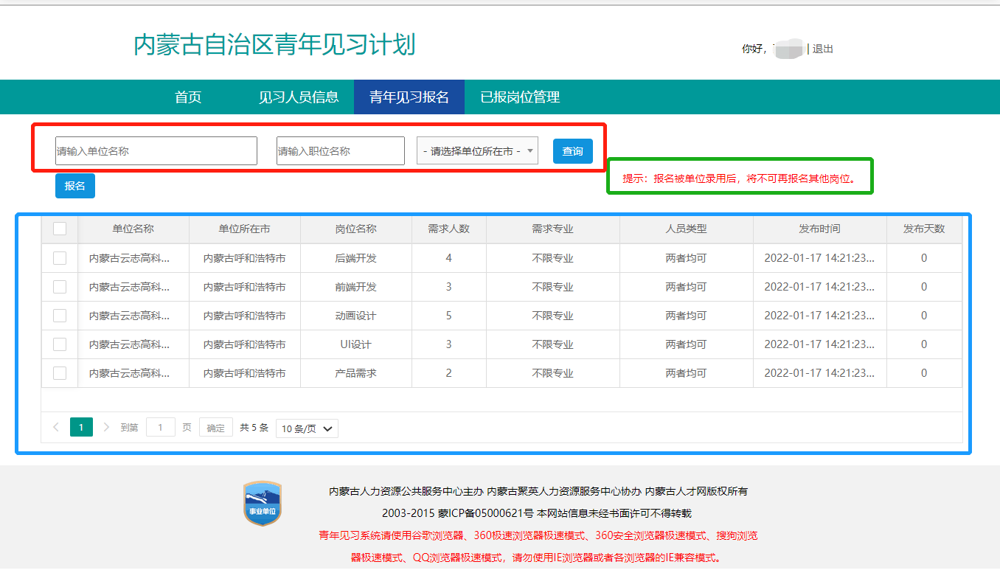 内蒙古自治区青年见习计划
你好， | 退出
首页 见习人员信息 青年见习报名 已报岗位管理
请输入单位名称 请输入职位名称 - 请选择单位所在市 - 查询
提示：报名被单位录用后，将不可再报名其他岗位。
报名
单位名称 单位所在市 岗位名称 需求人数 需求专业 人员类型 发布时间 发布天数
内蒙古云志高科... 内蒙古呼和浩特市 后端开发 4 不限专业 两者均可 2022-01-17 14:21:23... 0
内蒙古云志高科... 内蒙古呼和浩特市 前端开发 3 不限专业 两者均可 2022-01-17 14:21:23... 0
内蒙古云志高科... 内蒙古呼和浩特市 动画设计 5 不限专业 两者均可 2022-01-17 14:21:23... 0
内蒙古云志高科... 内蒙古呼和浩特市 UI设计 3 不限专业 两者均可 2022-01-17 14:21:23... 0
内蒙古云志高科... 内蒙古呼和浩特市 产品需求 2 不限专业 两者均可 2022-01-17 14:21:23... 0
1 到第 1 页 确定 共 5 条 10 条/页
事业单位
内蒙古人力资源公共服务中心主办 内蒙古聚英人力资源服务中心协办 内蒙古人才网版权所有
2003-2015 蒙ICP备05000621号 本网站信息未经书面许可不得转载
青年见习系统请使用谷歌浏览器、360极速浏览器极速模式、360安全浏览器极速模式、搜狗浏览
器极速模式、QQ浏览器极速模式，请勿使用IE浏览器或者各浏览器的IE兼容模式。